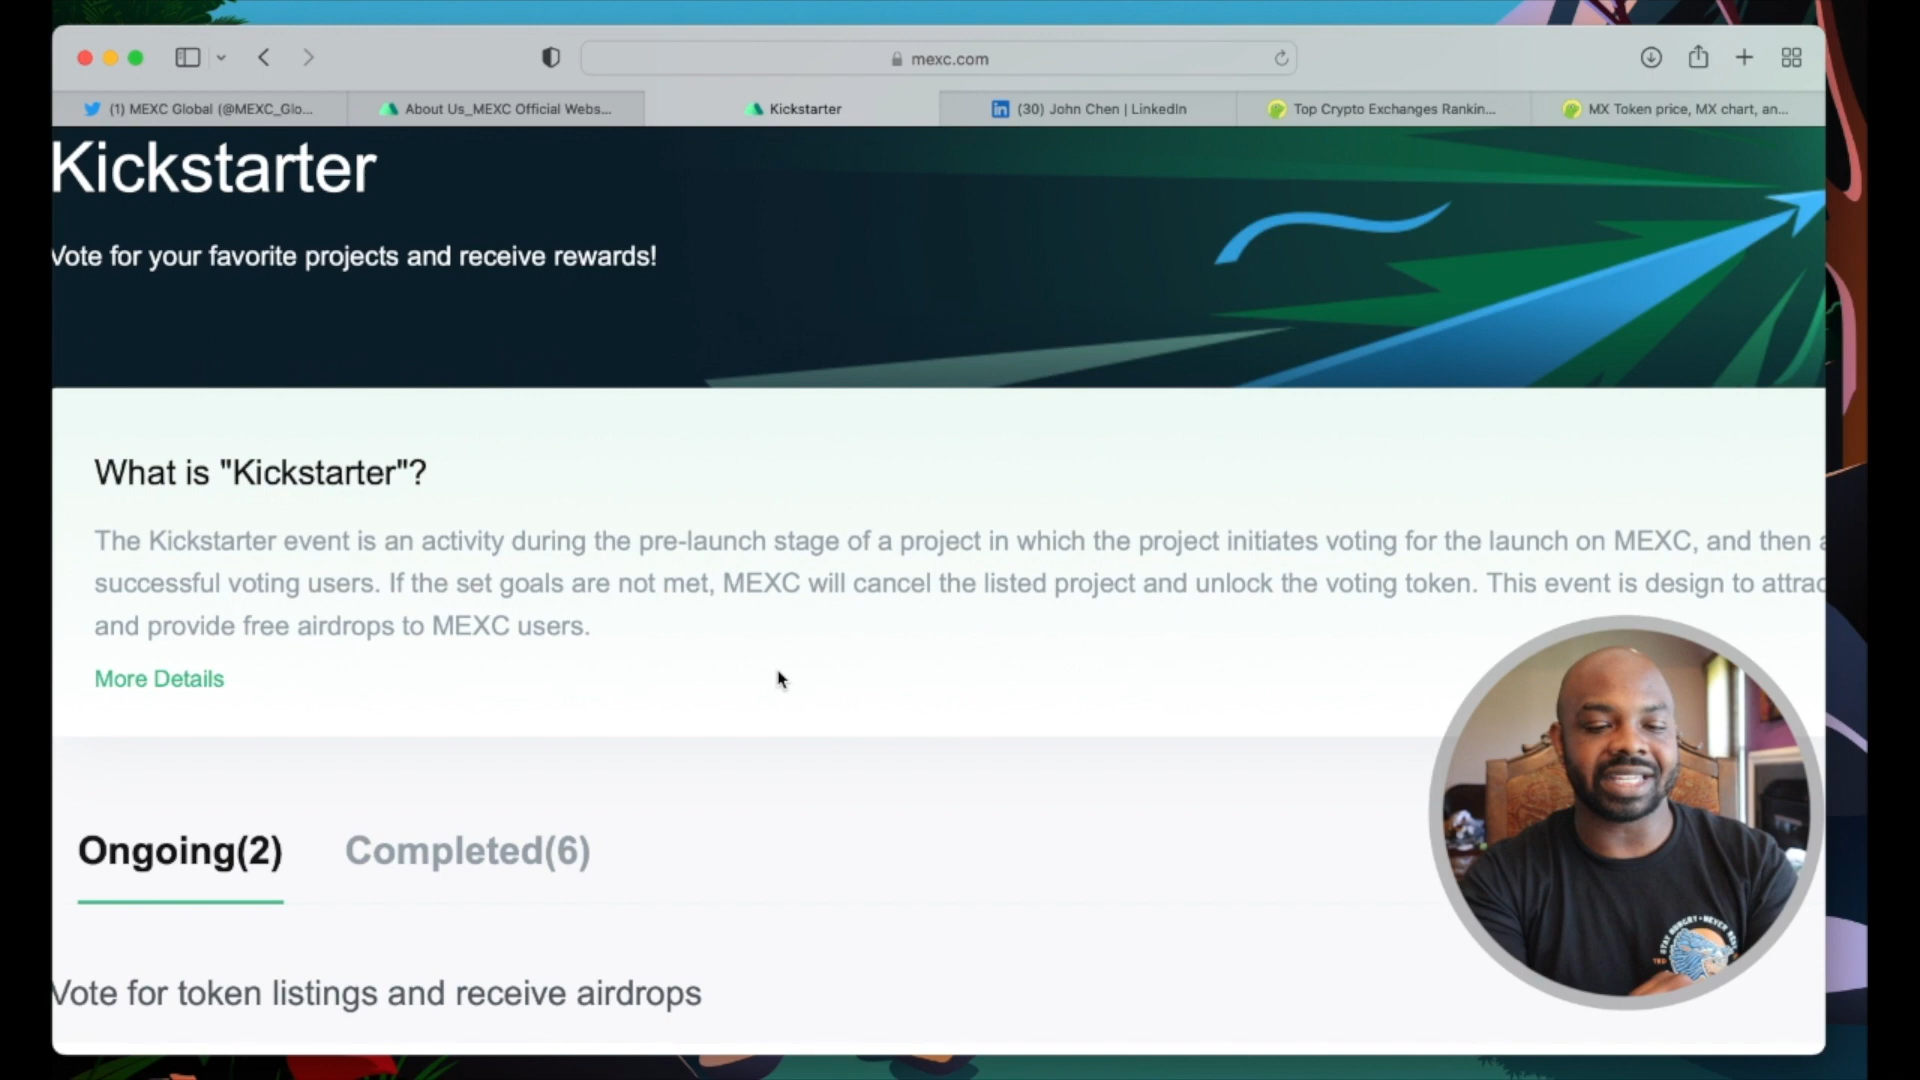 mexc.com
(1) MEXC Global (@MEXC_Glo...
About Us_MEXC Official Webs...
Kickstarter
(30) John Chen | LinkedIn
Top Crypto Exchanges Rankin...
MX Token price, MX chart, an...
Kickstarter
Vote for your favorite projects and receive rewards!
What is "Kickstarter"?
The Kickstarter event is an activity during the pre-launch stage of a project in which the project initiates voting for the launch on MEXC, and then
successful voting users. If the set goals are not met, MEXC will cancel the listed project and unlock the voting token. This event is design to attrac
and provide free airdrops to MEXC users.
More Details
Ongoing(2)
Completed(6)
Vote for token listings and receive airdrops
STAY HUNGRY • NEVER